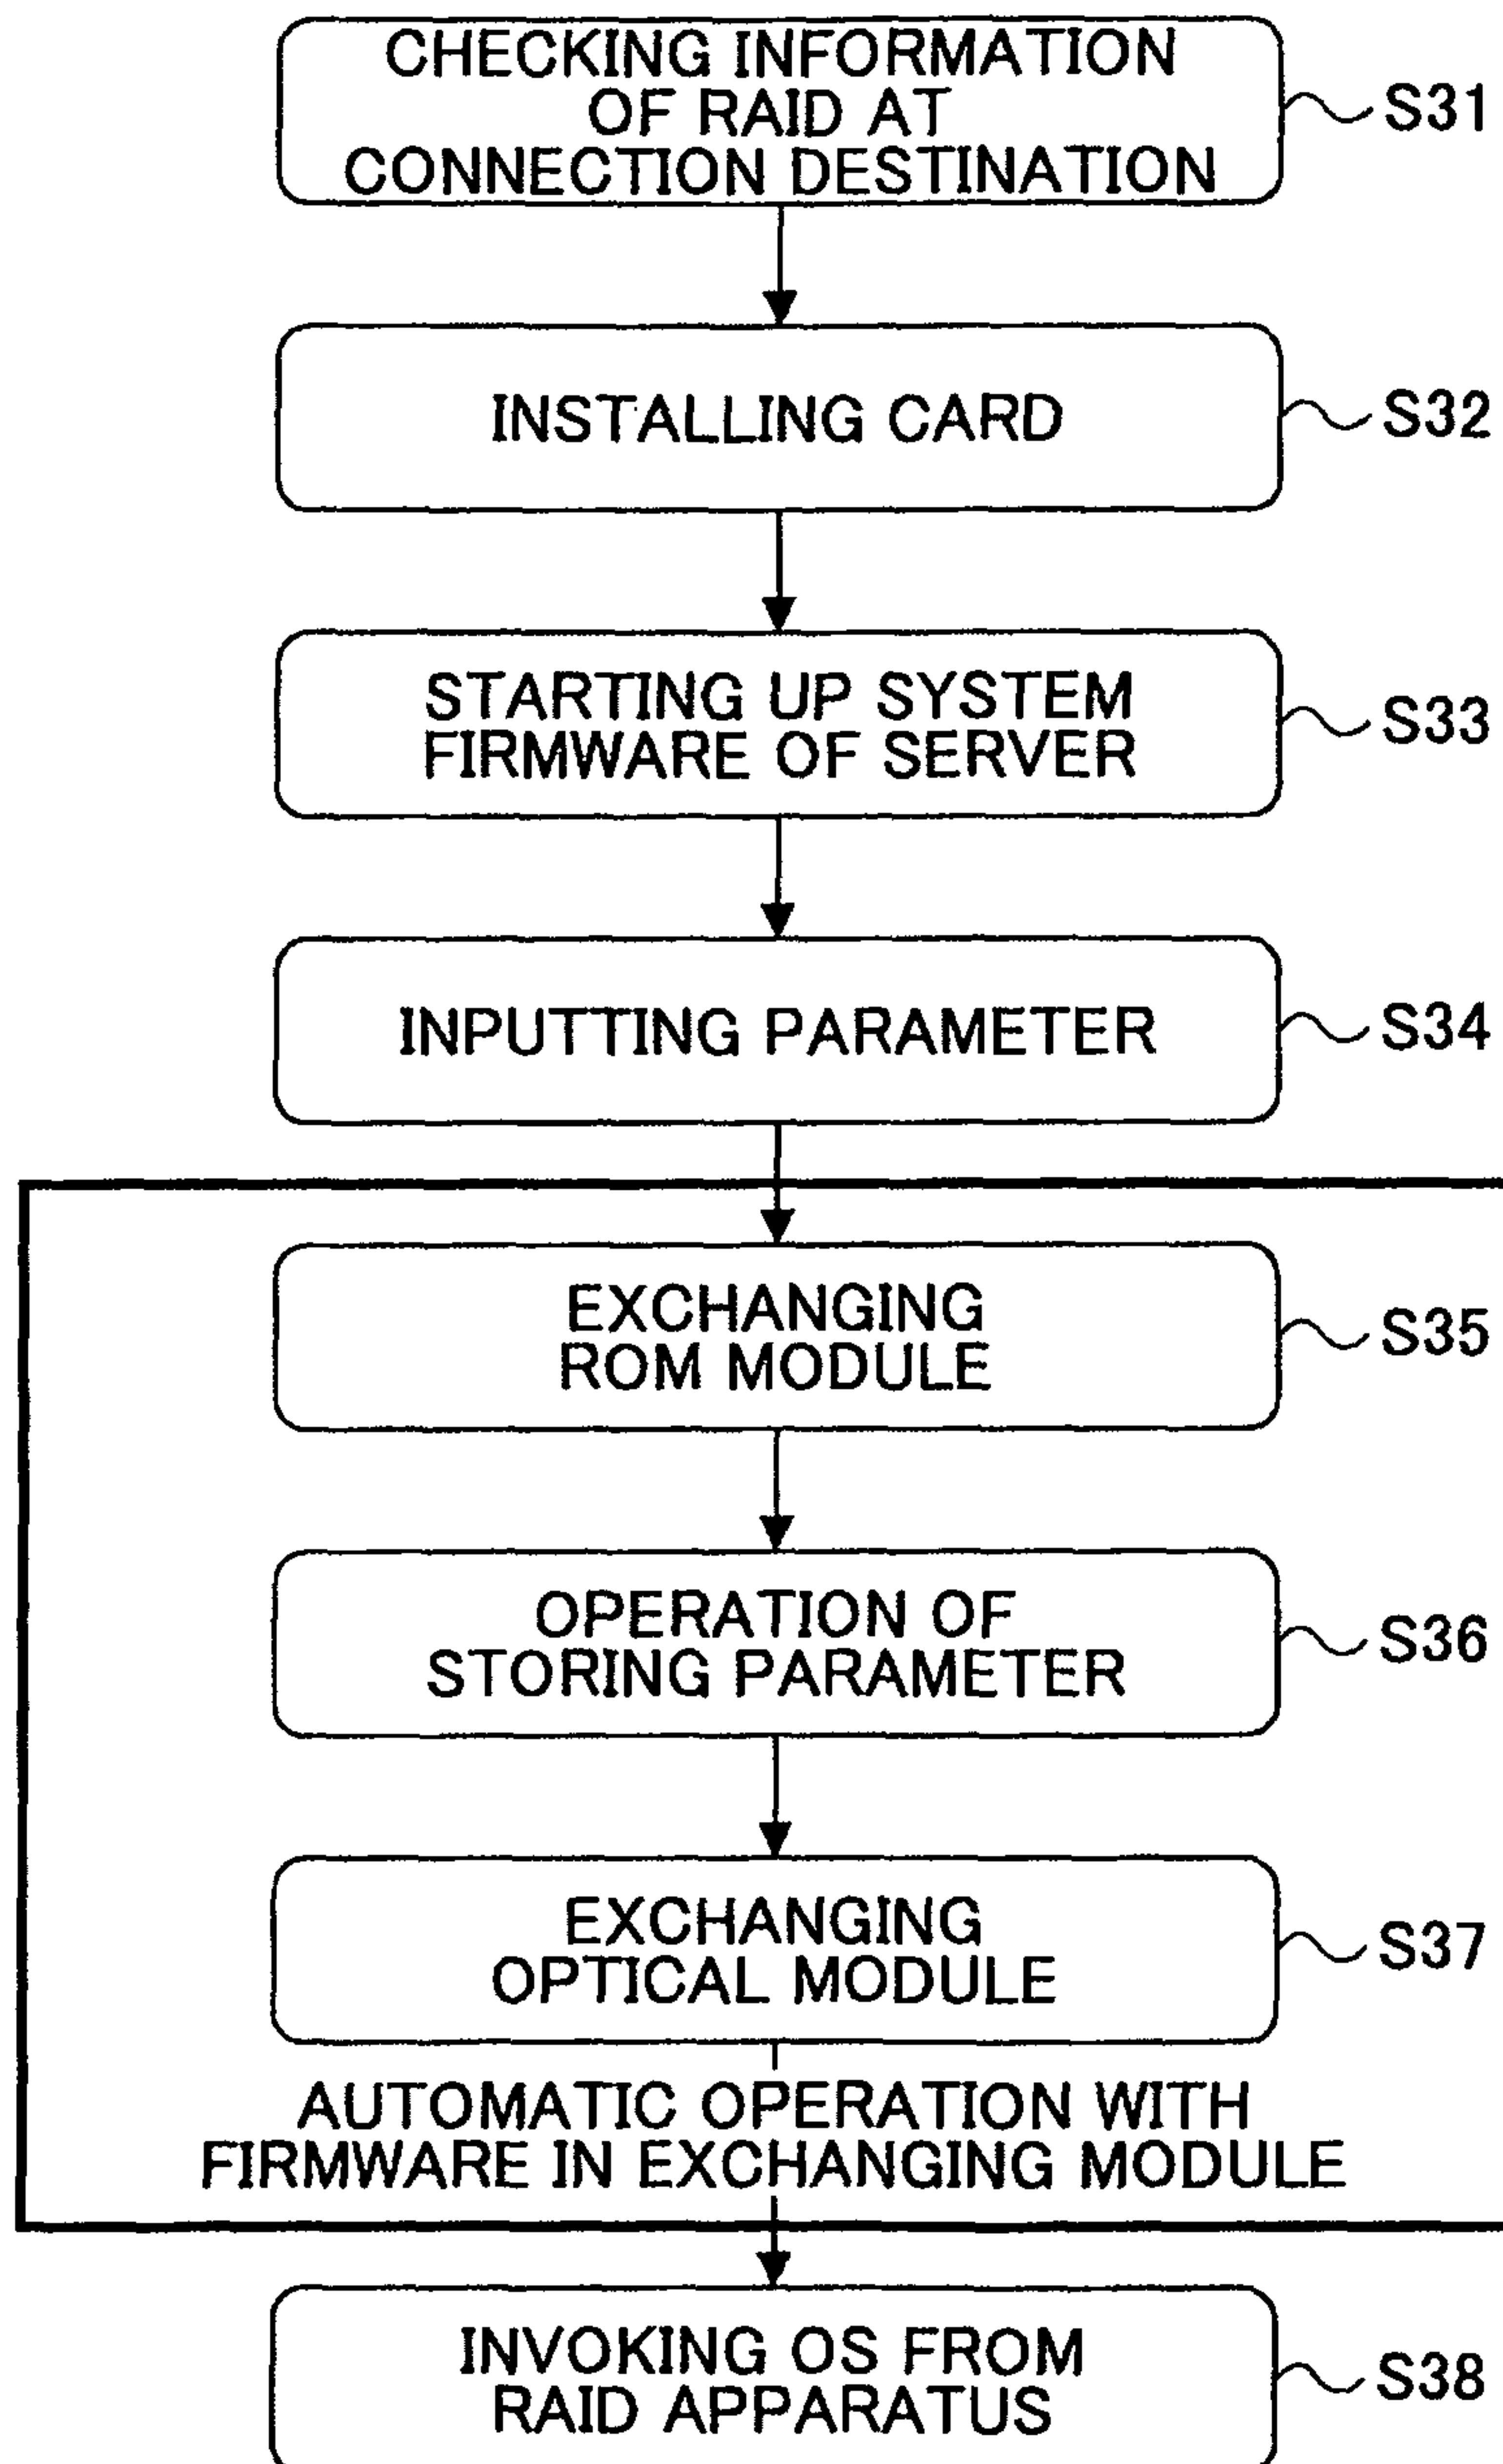 CHECKING INFORMATION
OF RAID AT
CONNECTION DESTINATION
S31
INSTALLING CARD
S32
STARTING UP SYSTEM
FIRMWARE OF SERVER
S33
INPUTTING PARAMETER
S34
EXCHANGING
ROM MODULE
S35
OPERATION OF
STORING PARAMETER
S36
EXCHANGING
OPTICAL MODULE
S37
AUTOMATIC OPERATION WITH
FIRMWARE IN EXCHANGING MODULE
INVOKING OS FROM
RAID APPARATUS
S38